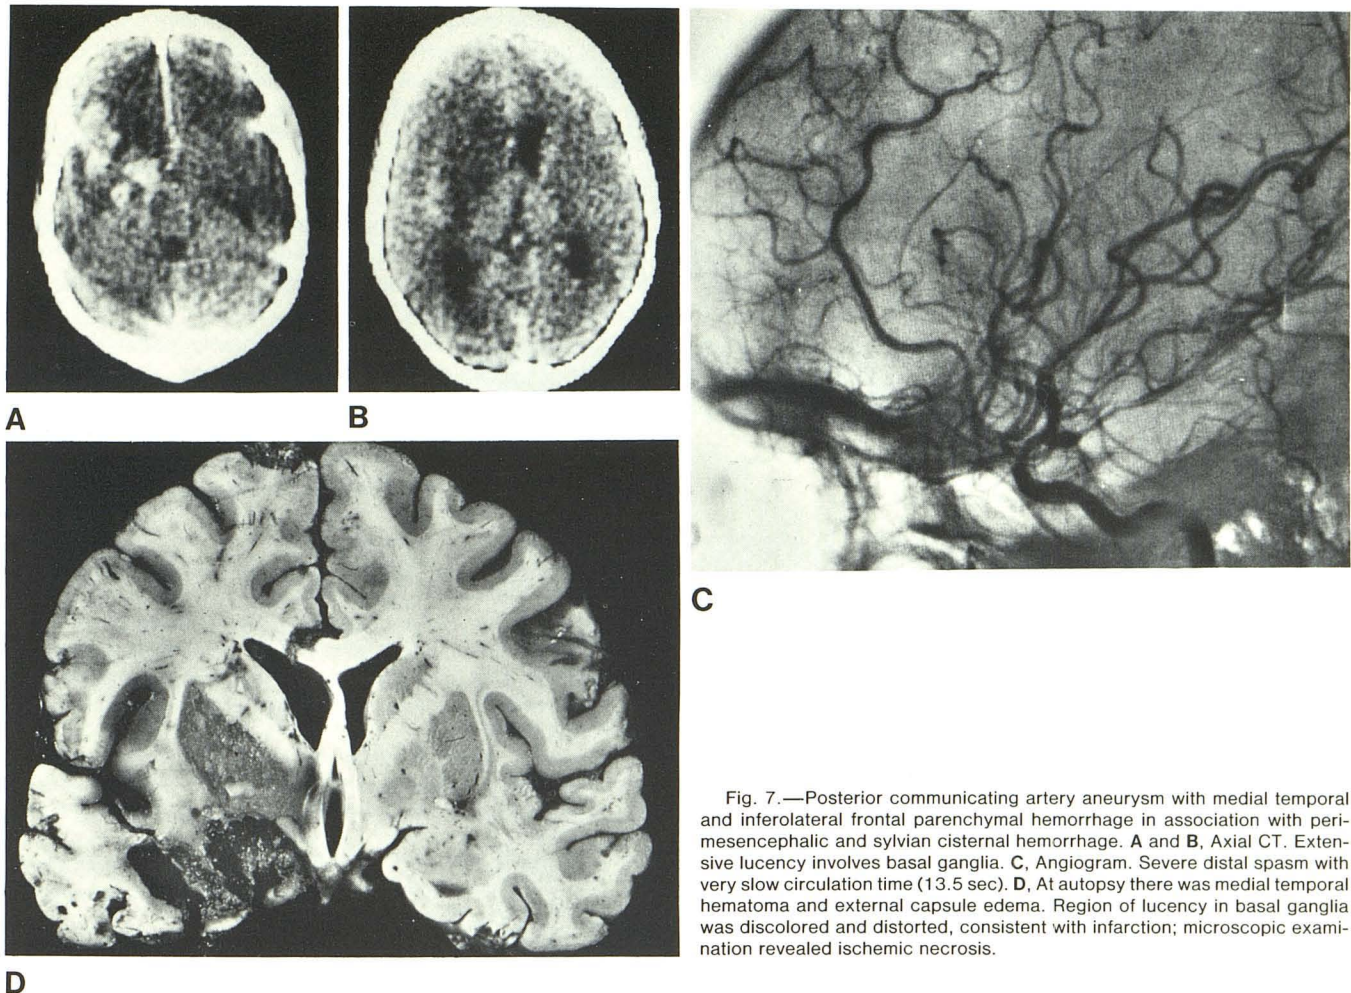 A
B
C
D
Fig. 7.—Posterior communicating artery aneurysm with medial temporal
and inferolateral frontal parenchymal hemorrhage in association with peri-
mesencephalic and sylvian cisternal hemorrhage. A and B, Axial CT. Exten-
sive lucency involves basal ganglia. C, Angiogram. Severe distal spasm with
very slow circulation time (13.5 sec). D, At autopsy there was medial temporal
hematoma and external capsule edema. Region of lucency in basal ganglia
was discolored and distorted, consistent with infarction; microscopic exami-
nation revealed ischemic necrosis.